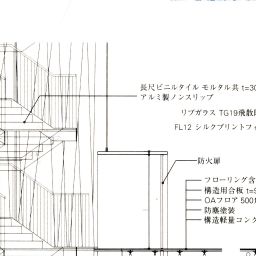 長尺ビニルタイル モルタル共 t=30
アルミ製ノンスリップ
リブガラス TG19飛散
FL12 シルクプリントフ
防火扉
フローリング含
構造用合板 t=9
OAフロア 500
防塵塗装
構造軽量コン